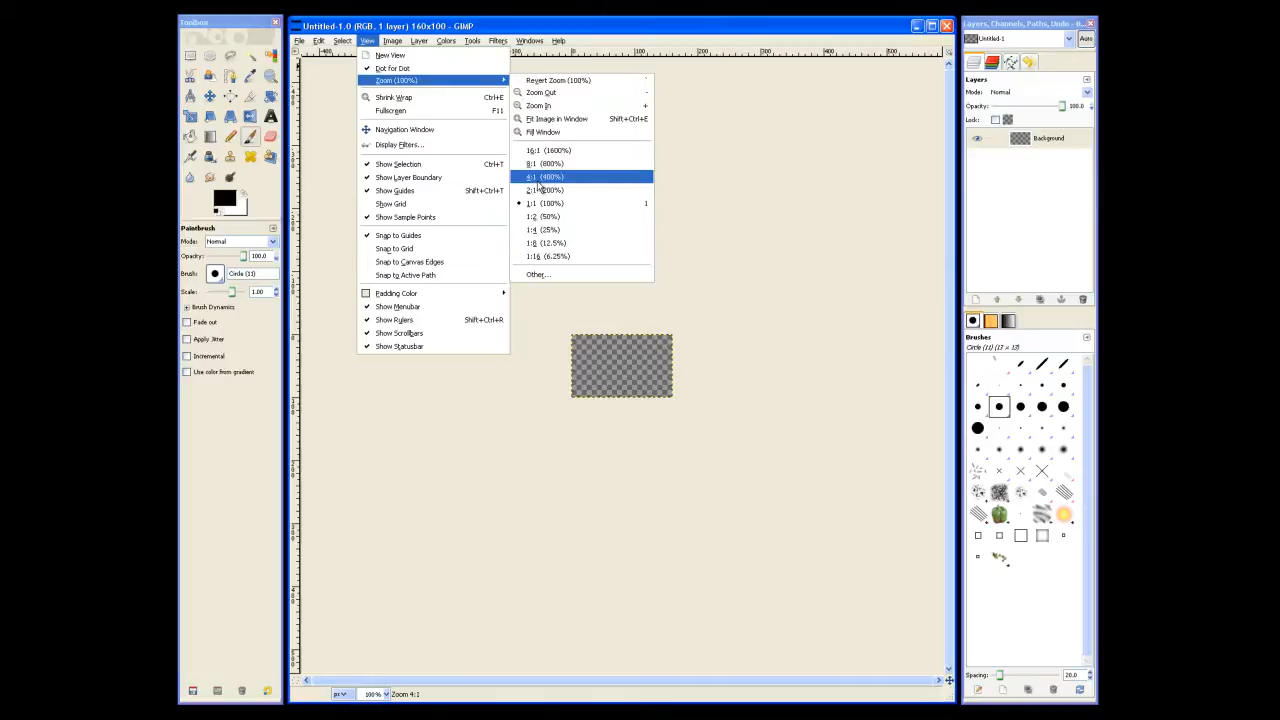 Toolbox
Untitled-1.0 (RGB, 1 layer) 160x100 - GIMP
Layers, Channels, Paths, Undo - B...
File Edit Select View Image Layer Colors Tools Filters Windows Help
Untitled-1 Auto
New View
Dot for Dot
Zoom (100%)
Shrink Wrap Ctrl+E
Fullscreen F11
Navigation Window
Display Filters...
Show Selection Ctrl+T
Show Layer Boundary
Show Guides Shift+Ctrl+T
Show Grid
Show Sample Points
Snap to Guides
Snap to Grid
Snap to Canvas Edges
Snap to Active Path
Padding Color
Show Menubar
Show Rulers Shift+Ctrl+R
Show Scrollbars
Show Statusbar
Revert Zoom (100%) `
Zoom Out -
Zoom In +
Fit Image in Window Shift+Ctrl+E
Fill Window
16:1 (1600%)
8:1 (800%)
4:1 (400%)
2:1 (200%)
1:1 (100%) 1
1:2 (50%)
1:4 (25%)
1:8 (12.5%)
1:16 (6.25%)
Other...
Paintbrush
Mode: Normal
Opacity: 100.0
Brush: Circle (11)
Scale: 1.00
Brush Dynamics
Fade out
Apply Jitter
Incremental
Use color from gradient
Layers
Mode: Normal
Opacity: 100.0
Lock:
Background
Brushes
Circle (11) (13 × 13)
Spacing: 20.0
px 100% Zoom 4:1